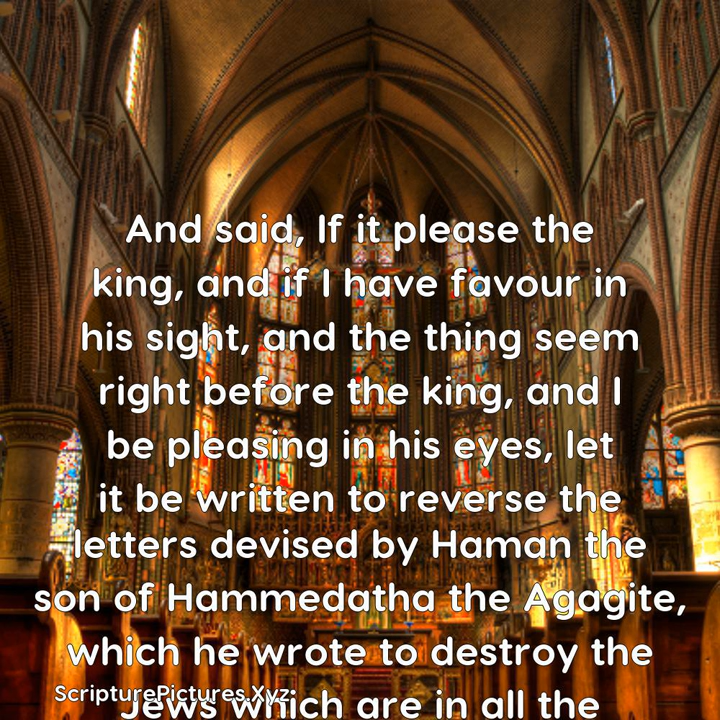 And said, If it please the
king, and if I have favour in
his sight, and the thing seem
right before the king, and I
be pleasing in his eyes, let
it be written to reverse the
letters devised by Haman the
son of Hammedatha the Agagite,
which he wrote to destroy the
ScripturePictures.Xyz
Jews which are in all the